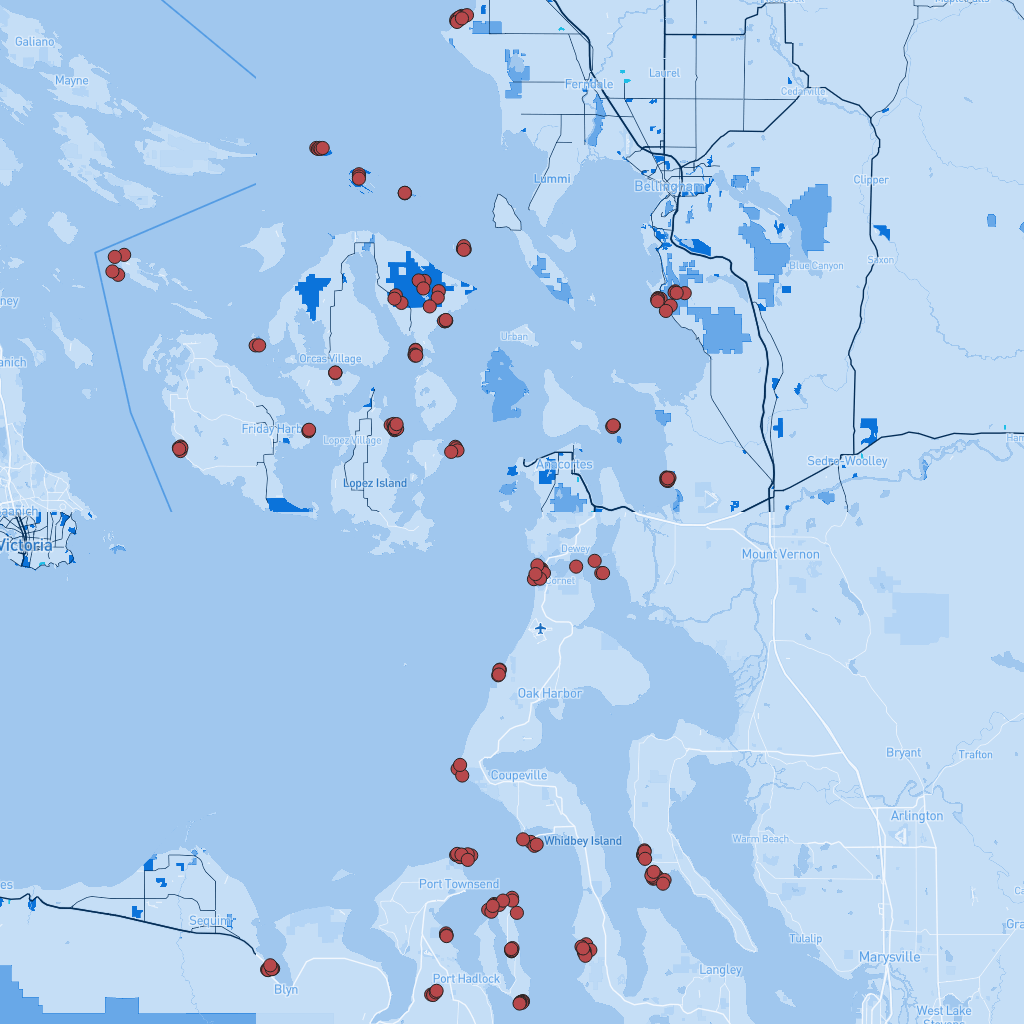 Galiano
Mayne
Ferndale
Laurel
Cedarville
Lummi
Bellingham
Clipper
Saxon
Blue Canyon
Urban
Orcas Village
Friday Harb
Lopez Village
Lopez Island
Anacortes
Sedro-Woolley
Victoria
Dewey
Cornet
Mount Vernon
Oak Harbor
Coupeville
Bryant
Trafton
Arlington
Whidbey Island
Warm Beach
Port Townsend
Sequim
Tulalip
Marysville
Langley
Port Hadlock
Blyn
West Lake